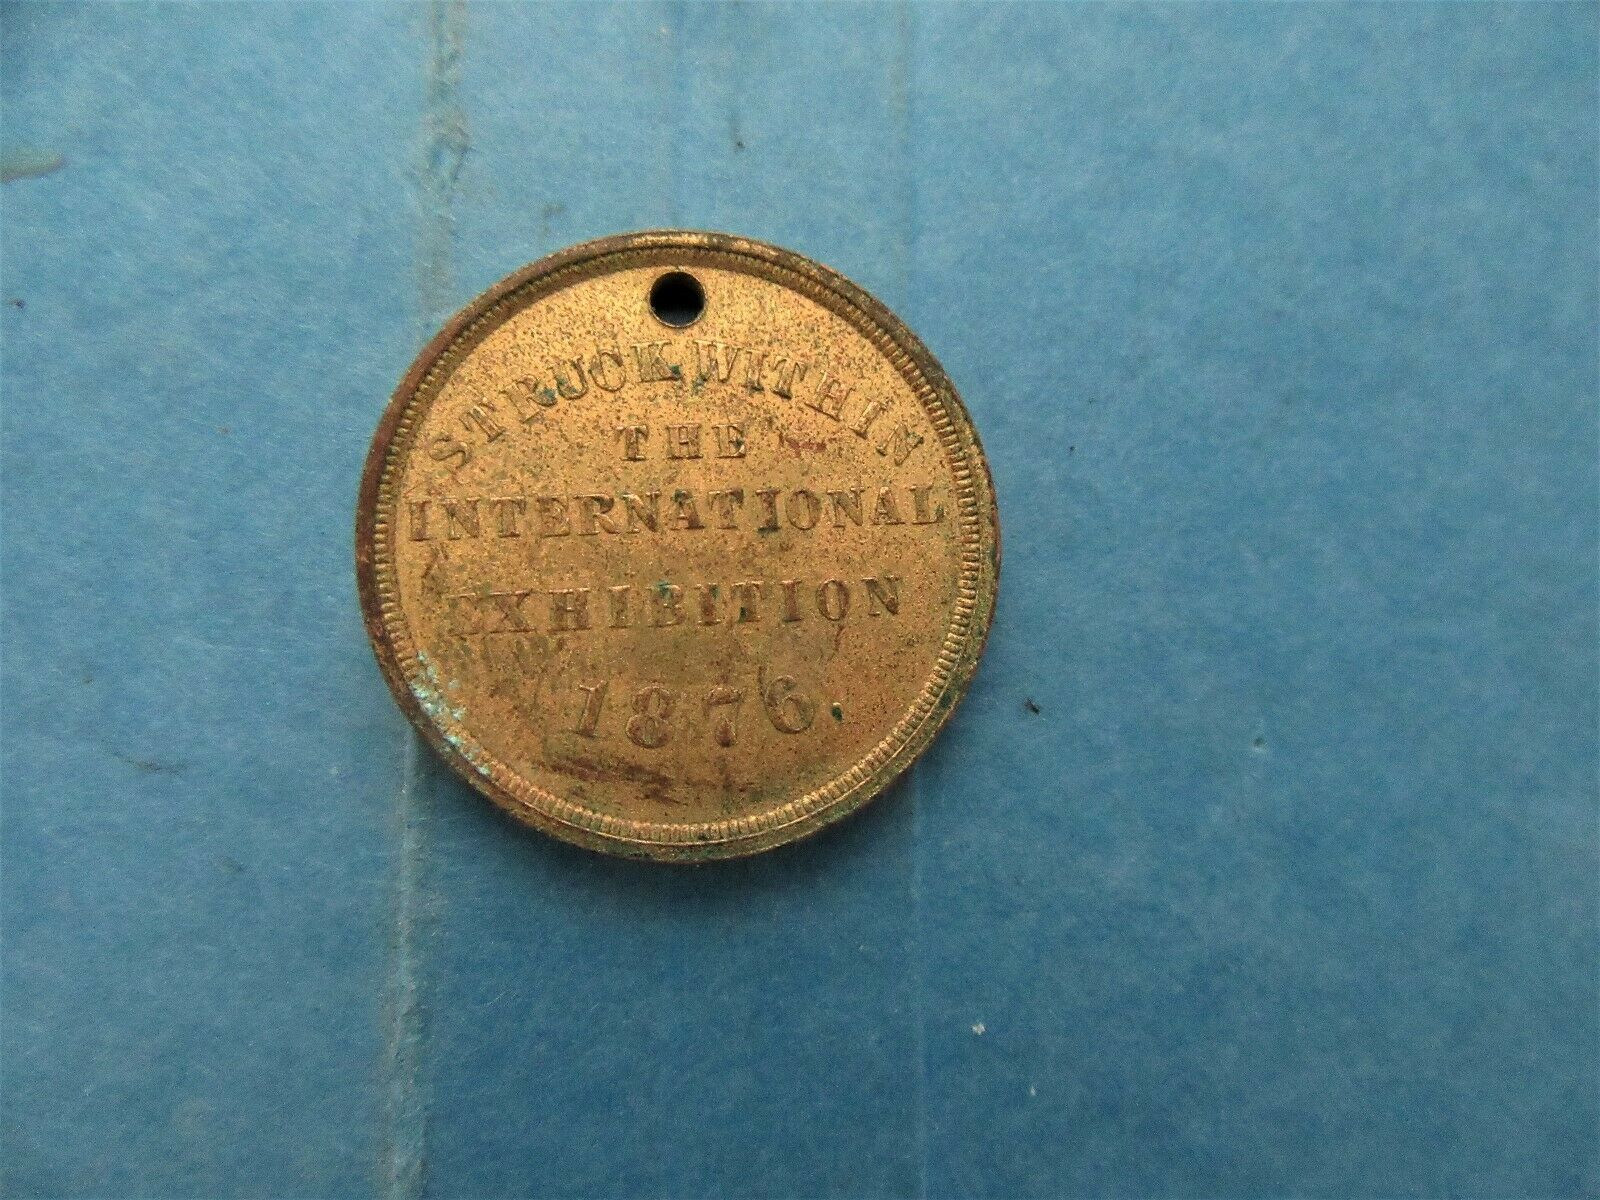 STRUCK WITHIN
THE
INTERNATIONAL
EXHIBITION
1876.